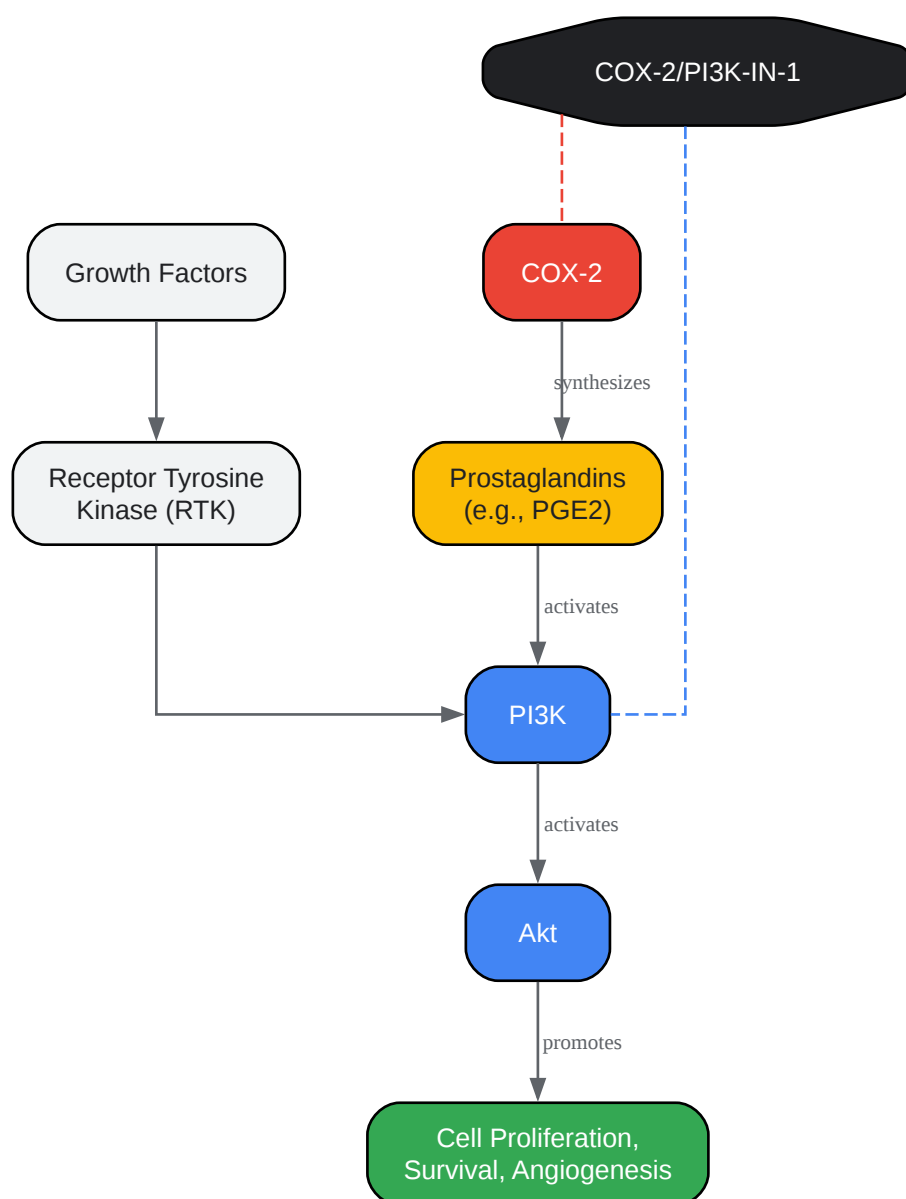 COX-2/PI3K-IN-1
Growth Factors
COX-2
synthesizes
Receptor Tyrosine
Kinase (RTK)
Prostaglandins
(e.g., PGE2)
activates
PI3K
activates
Akt
promotes
Cell Proliferation,
Survival, Angiogenesis